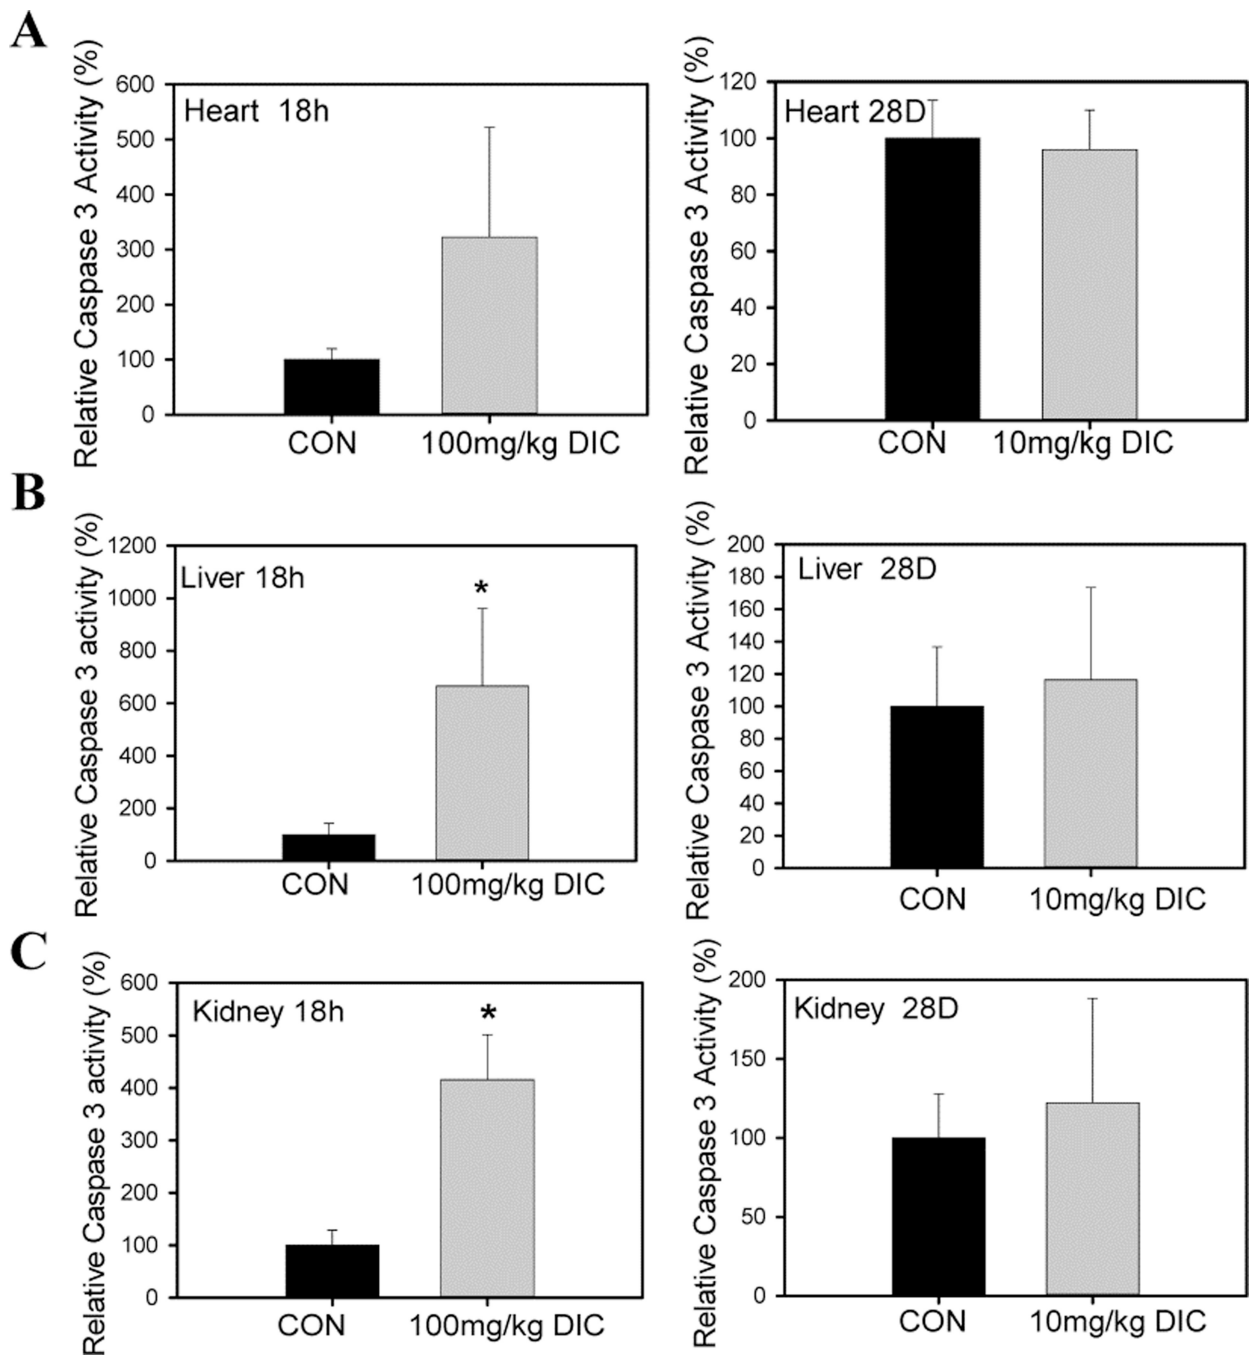 A
Relative Caspase 3 Activity (%)
600
500
400
300
200
100
0
Heart 18h
CON
100mg/kg DIC
Relative Caspase 3 Activity (%)
120
100
80
60
40
20
0
Heart 28D
CON
10mg/kg DIC
B
Relative Caspase 3 activity (%)
1200
1000
800
600
400
200
0
Liver 18h
*
CON
100mg/kg DIC
Relative Caspase 3 Activity (%)
200
180
160
140
120
100
80
60
40
20
0
Liver 28D
CON
10mg/kg DIC
C
Relative Caspase 3 activity (%)
600
500
400
300
200
100
0
Kidney 18h
*
CON
100mg/kg DIC
Relative Caspase 3 Activity (%)
200
150
100
50
0
Kidney 28D
CON
10mg/kg DIC